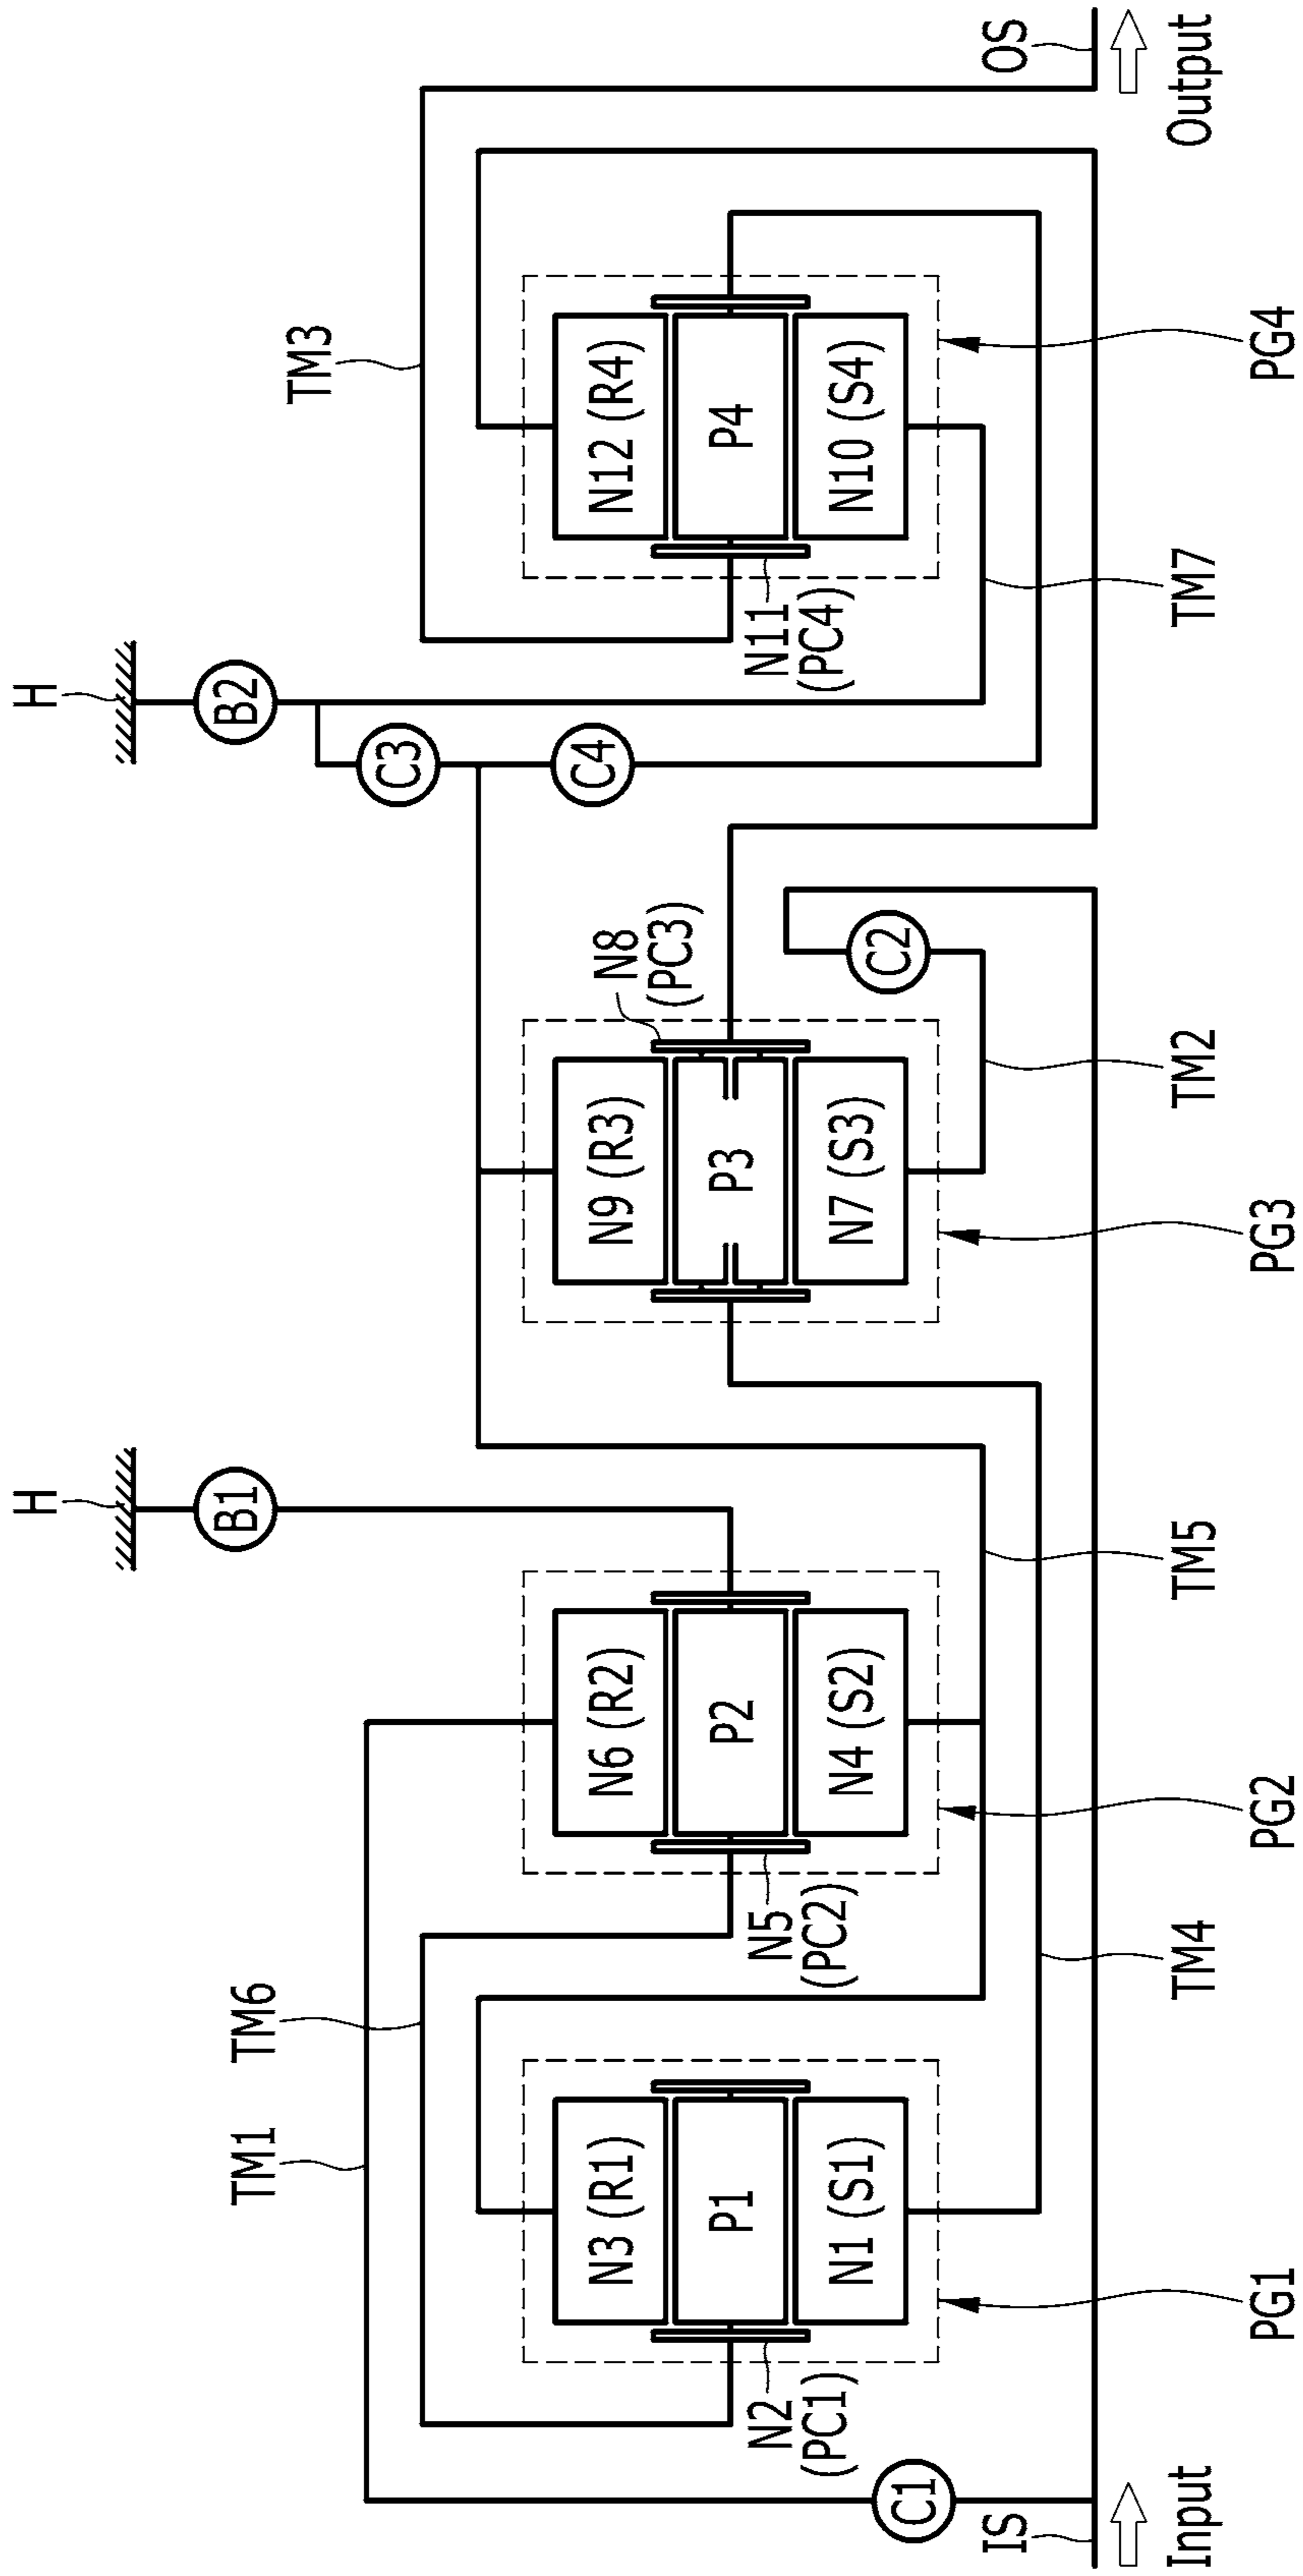 H
H
B1
B2
TM1
TM6
TM3
C3
C4
N3 (R1)
P1
N1 (S1)
N2
(PC1)
N6 (R2)
P2
N4 (S2)
N5
(PC2)
N9 (R3)
P3
N7 (S3)
N8
(PC3)
N12 (R4)
P4
N10 (S4)
N11
(PC4)
C1
C2
IS
OS
Input
Output
TM4
TM5
TM2
TM7
PG1
PG2
PG3
PG4